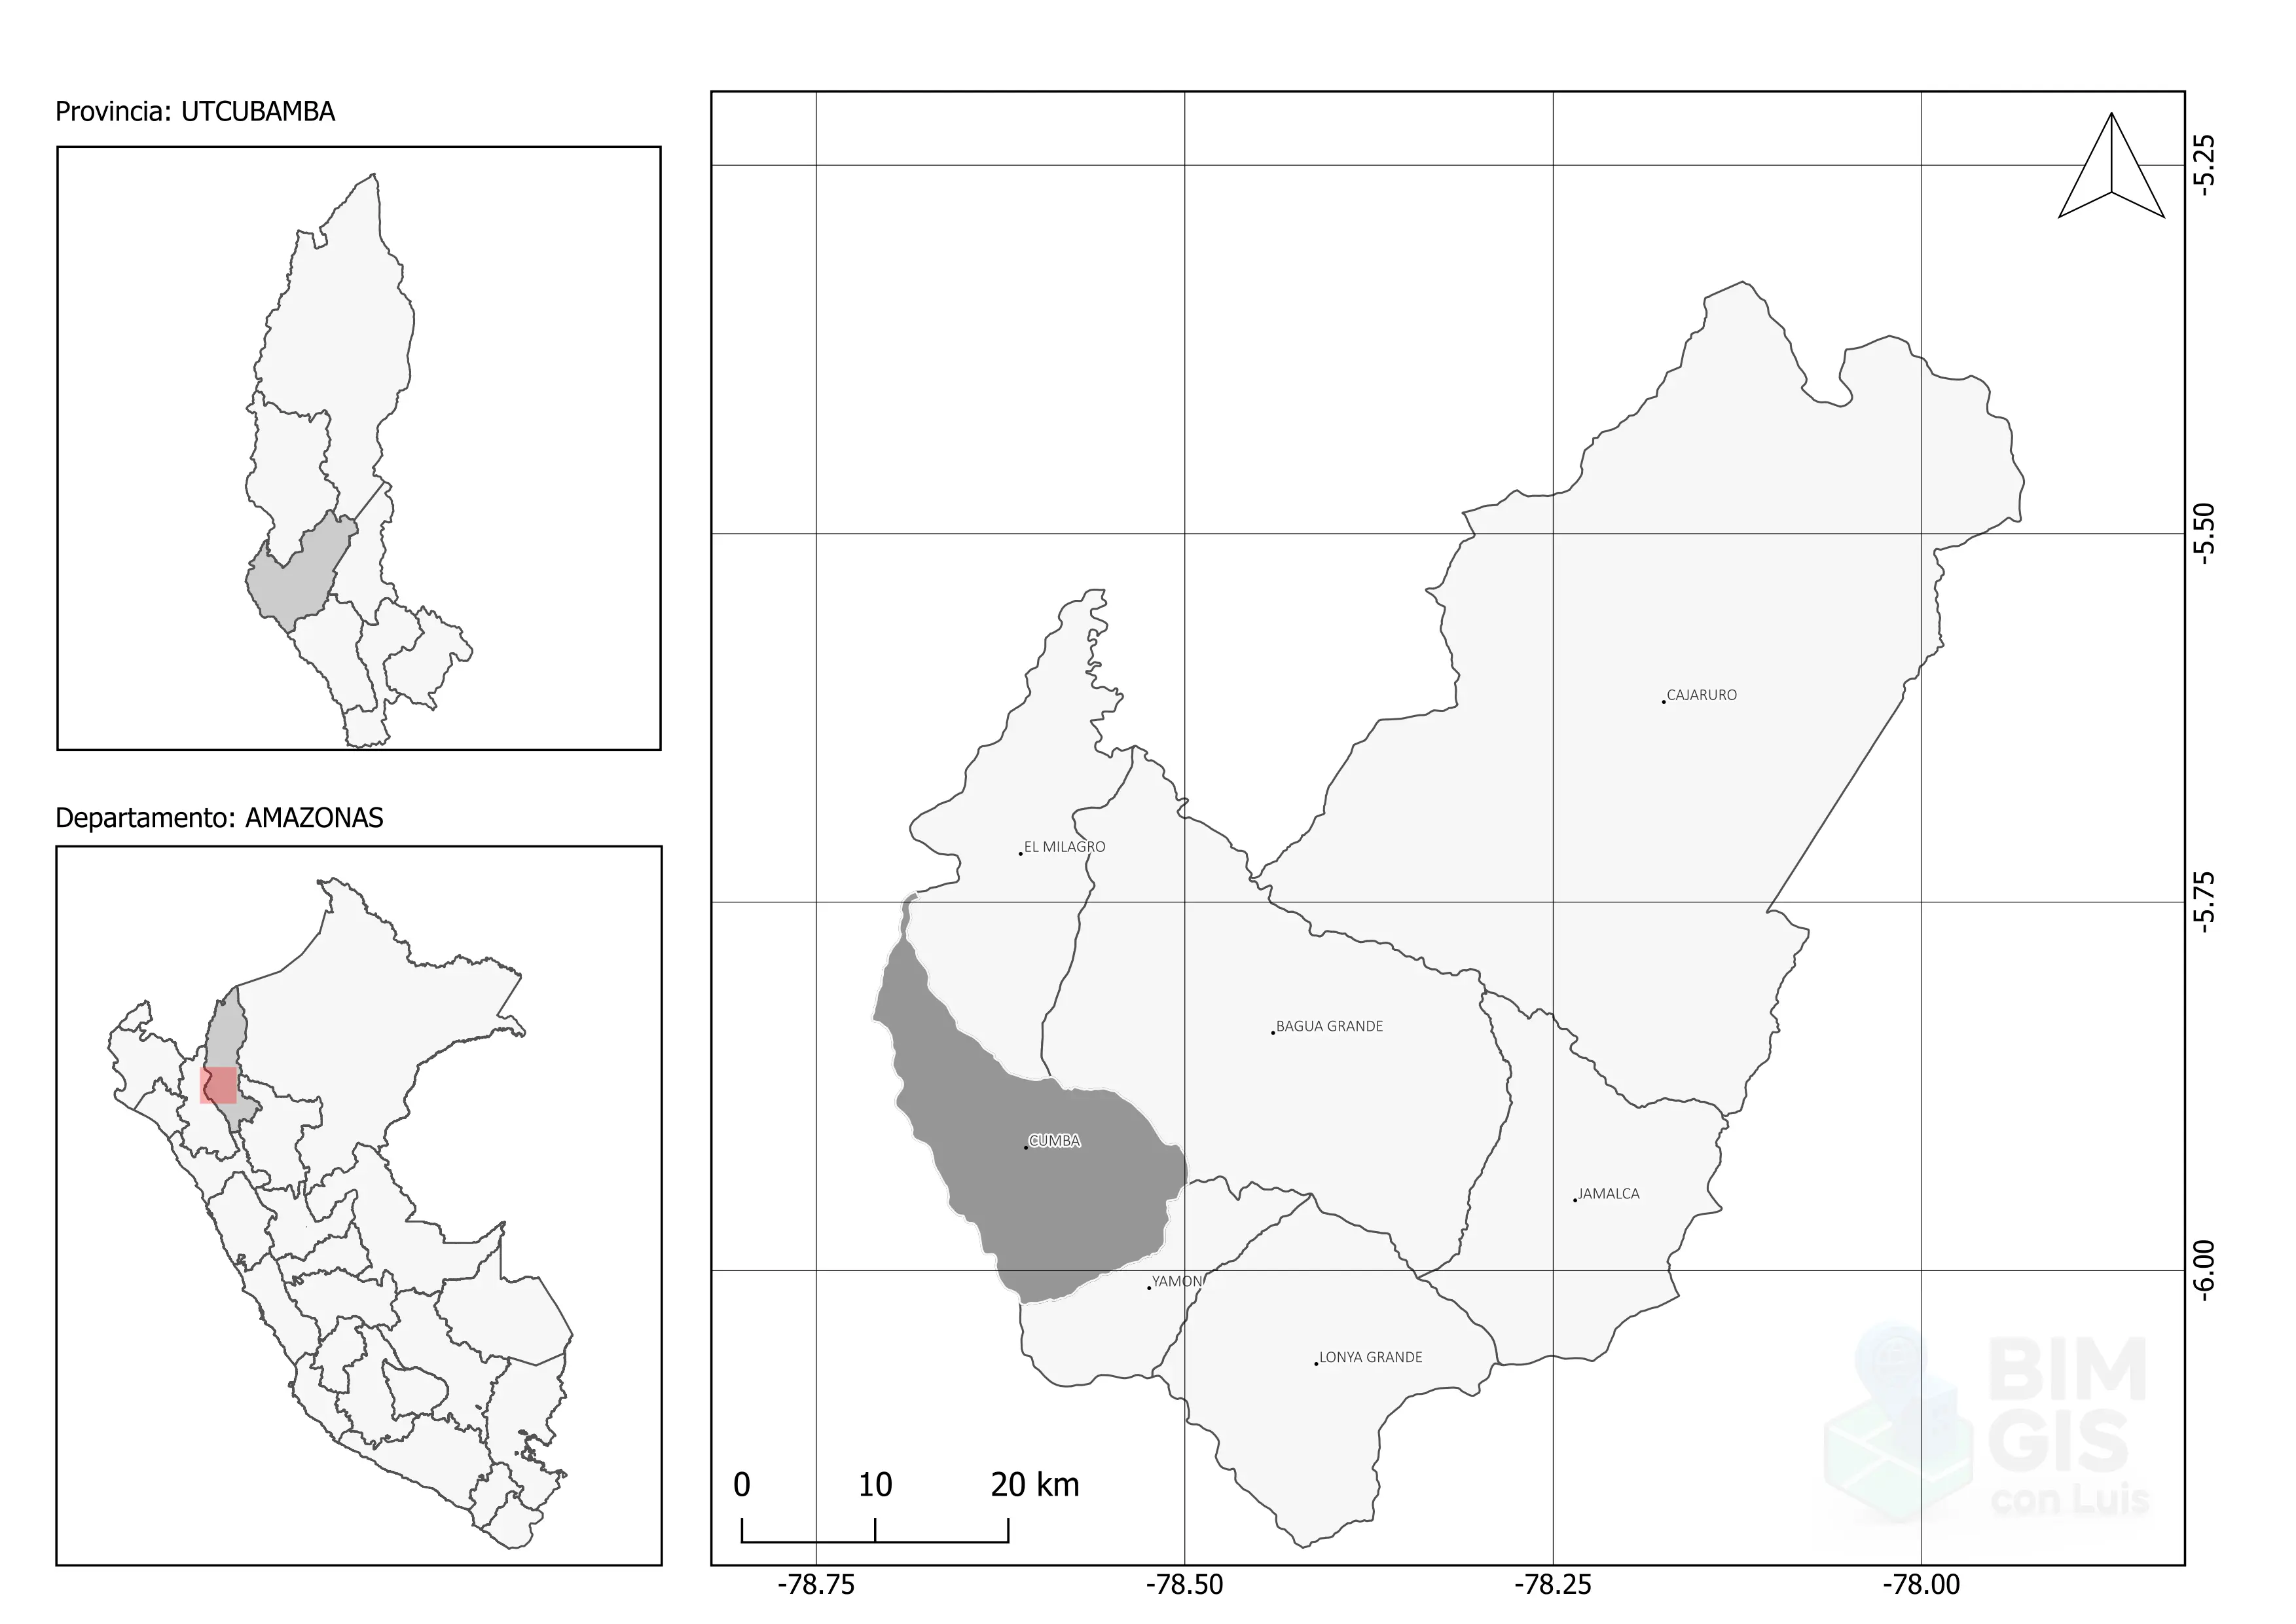 Provincia: UTCUBAMBA
Departamento: AMAZONAS
CAJARURO
EL MILAGRO
BAGUA GRANDE
CUMBA
JAMALCA
YAMON
LONYA GRANDE
0 10 20 km
-5.25
-5.50
-5.75
-6.00
-78.75 -78.50 -78.25 -78.00
BIM
GIS
con Luis